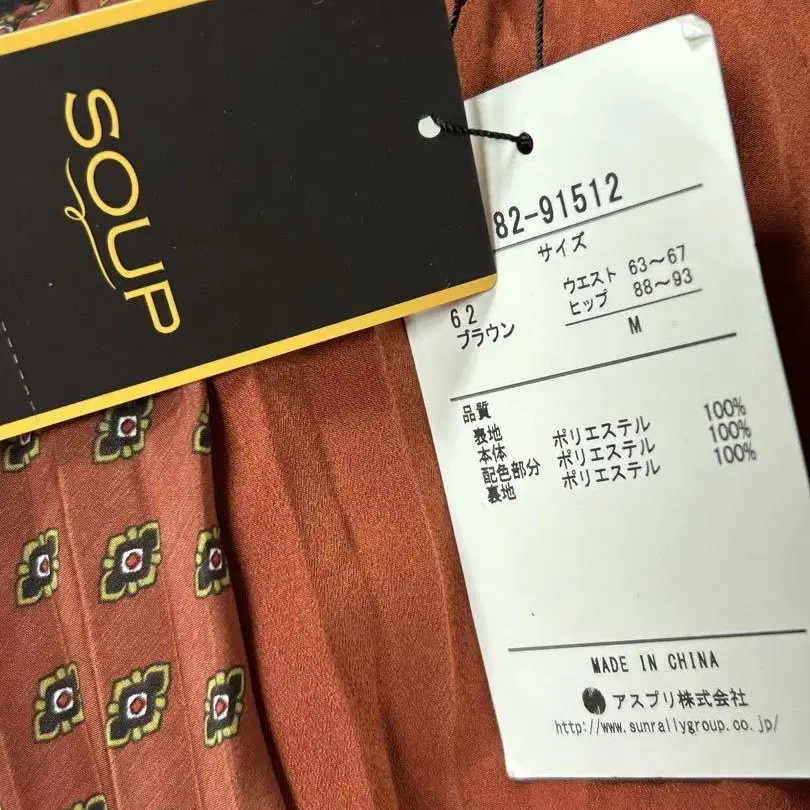 SOUP
82-91512
サイズ
ウエスト 63～67
ヒップ 88～93
62
ブラウン
M
品質
表地
本体 ポリエステル 100%
配色部分 ポリエステル 100%
裏地 ポリエステル 100%
MADE IN CHINA
アスプリ株式会社
http://www.sunrallygroup.co.jp/